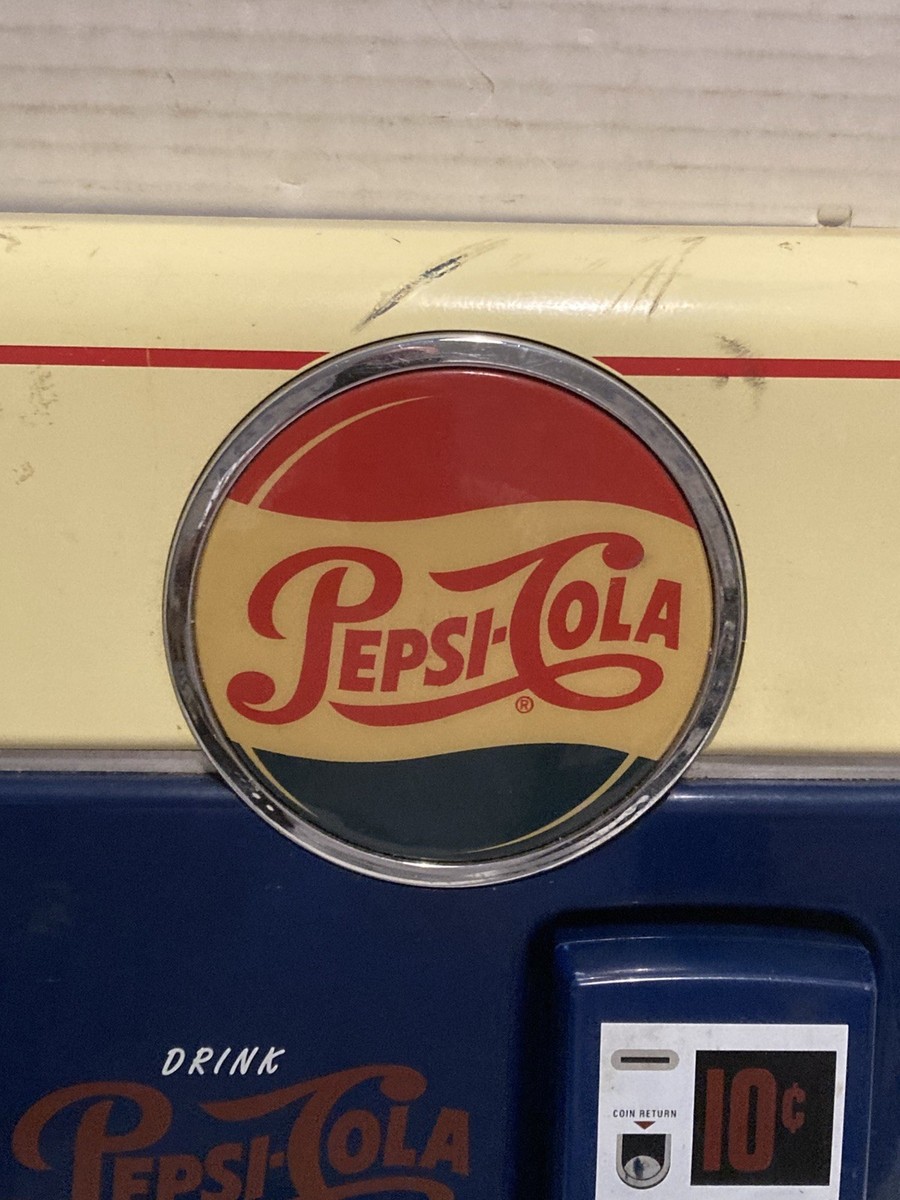 PEPSI-COLA
®
DRINK
PEPSI-COLA
COIN RETURN
10¢